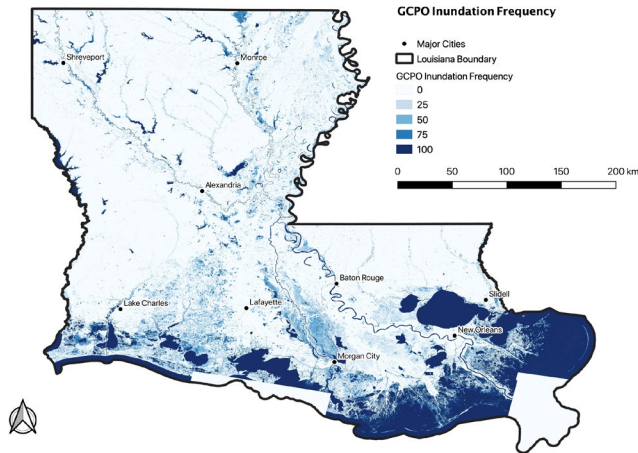 GCPO Inundation Frequency
Major Cities
Louisiana Boundary
GCPO Inundation Frequency
0
25
50
75
100
0 50 100 150 200 km
Shreveport
Monroe
Alexandria
Baton Rouge
Slidell
Lake Charles
Lafayette
New Orleans
Morgan City